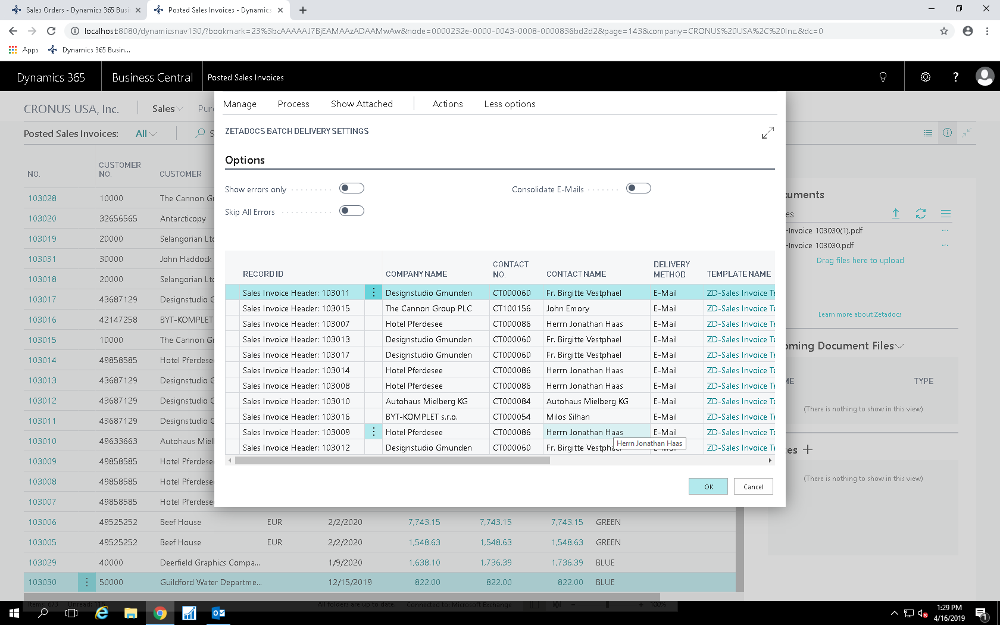 Sales Orders - Dynamics 365 Busi
Posted Sales Invoices - Dynamics
localhost:8080/dynamicsnav130/?bookmark=23%3bcAAAAAJ7BjEAMAAzADAAMwAw&node=0000232e-0000-0043-0008-0000836bd2d2&page=143&company=CRONUS%20USA%2C%20Inc.&dc=0
Apps
Dynamics 365 Busin...
Dynamics 365
Business Central
Posted Sales Invoices
CRONUS USA, Inc.
Sales
Purc
Posted Sales Invoices:
All
S
Manage
Process
Show Attached
Actions
Less options
ZETADOCS BATCH DELIVERY SETTINGS
Options
Show errors only
Consolidate E-Mails
Skip All Errors
RECORD ID COMPANY NAME CONTACT NO. CONTACT NAME DELIVERY METHOD TEMPLATE NAME
Sales Invoice Header: 103011 Designstudio Gmunden CT000060 Fr. Birgitte Vestphael E-Mail ZD-Sales Invoice Te
Sales Invoice Header: 103015 The Cannon Group PLC CT100156 John Emory E-Mail ZD-Sales Invoice Te
Sales Invoice Header: 103007 Hotel Pferdesee CT000086 Herrn Jonathan Haas E-Mail ZD-Sales Invoice Te
Sales Invoice Header: 103013 Designstudio Gmunden CT000060 Fr. Birgitte Vestphael E-Mail ZD-Sales Invoice Te
Sales Invoice Header: 103017 Designstudio Gmunden CT000060 Fr. Birgitte Vestphael E-Mail ZD-Sales Invoice Te
Sales Invoice Header: 103014 Hotel Pferdesee CT000086 Herrn Jonathan Haas E-Mail ZD-Sales Invoice Te
Sales Invoice Header: 103008 Hotel Pferdesee CT000086 Herrn Jonathan Haas E-Mail ZD-Sales Invoice Te
Sales Invoice Header: 103010 Autohaus Mielberg KG CT000084 Autohaus Mielberg KG E-Mail ZD-Sales Invoice Te
Sales Invoice Header: 103016 BYT-KOMPLET s.r.o. CT000054 Milos Silhan E-Mail ZD-Sales Invoice Te
Sales Invoice Header: 103009 Hotel Pferdesee CT000086 Herrn Jonathan Haas E-Mail ZD-Sales Invoice Te
Herrn Jonathan Haas
Sales Invoice Header: 103012 Designstudio Gmunden CT000060 Fr. Birgitte Vestphae E-Mail ZD-Sales Invoice Te
OK
Cancel
NO. CUSTOMER NO. CUSTOMER
103028 10000 The Cannon Gr
103020 32656565 Antarcticopy
103019 20000 Selangorian Ltd
103031 30000 John Haddock
103018 20000 Selangorian Ltd
103017 43687129 Designstudio G
103016 42147258 BYT-KOMPLET
103015 10000 The Cannon Gr
103014 49858585 Hotel Pferdesee
103013 43687129 Designstudio G
103012 43687129 Designstudio G
103011 43687129 Designstudio G
103010 49633663 Autohaus Miel
103009 49858585 Hotel Pferdesee
103008 49858585 Hotel Pferdesee
103007 49858585 Hotel Pferdesee
103006 49525252 Beef House EUR 2/2/2020 7,743.15 7,743.15 7,743.15 GREEN
103005 49525252 Beef House EUR 2/2/2020 1,548.63 1,548.63 1,548.63 GREEN
103029 40000 Deerfield Graphics Compa... 1/9/2020 1,638.10 1,736.39 1,736.39 BLUE
103030 50000 Guildford Water Departme... 12/15/2019 822.00 822.00 822.00 BLUE
cuments
es
-Invoice 103030(1).pdf
-Invoice 103030.pdf
Drag files here to upload
Learn more about Zetadocs
oming Document Files
ME TYPE
(There is nothing to show in this view)
tes
(There is nothing to show in this view)
Items: 673 Unread: 116 All folders are up to date. Connected to: Microsoft Exchange 100%
1:29 PM
4/16/2019
1